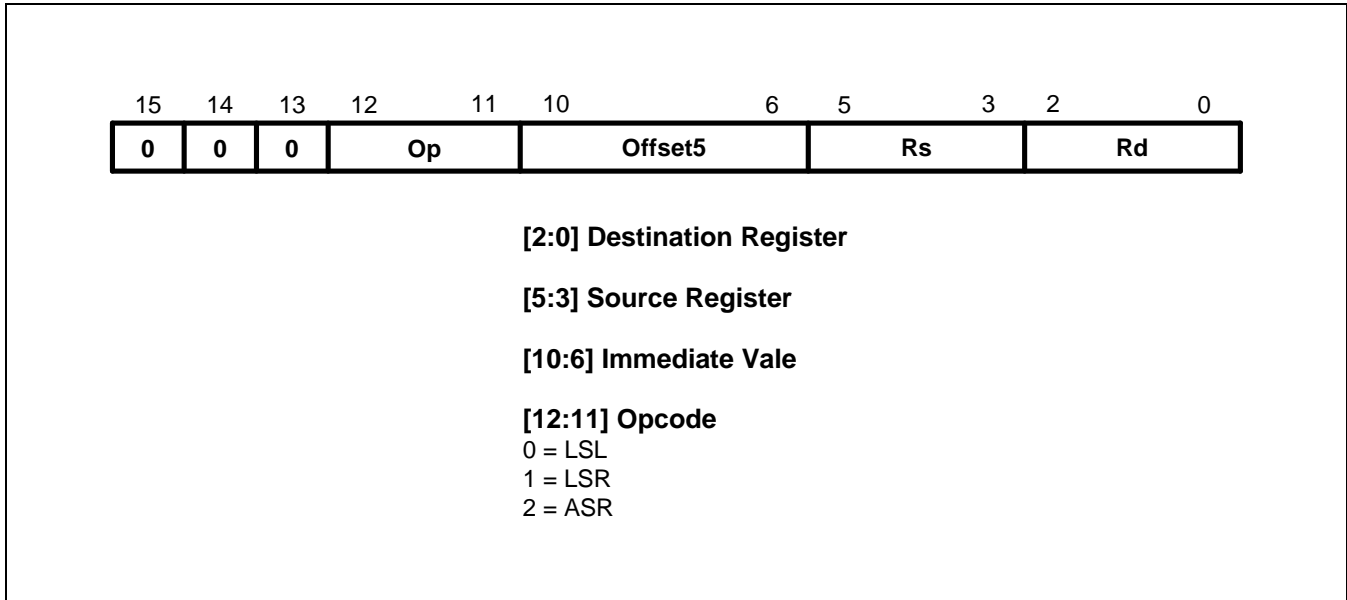 15 14 13 12 11 10 6 5 3 2 0
0 0 0 Op Offset5 Rs Rd
[2:0] Destination Register
[5:3] Source Register
[10:6] Immediate Vale
[12:11] Opcode
0 = LSL
1 = LSR
2 = ASR